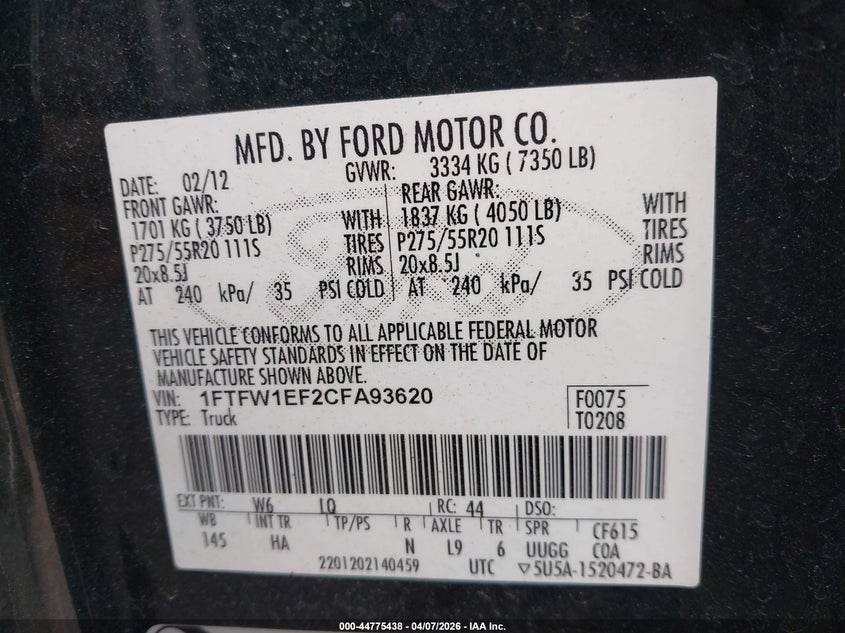 MFD. BY FORD MOTOR CO.
DATE: 02/12 GVWR: 3334 KG ( 7350 LB)
FRONT GAWR: REAR GAWR:
1701 KG ( 3750 LB) WITH 1837 KG ( 4050 LB) WITH
P275/55R20 111S TIRES P275/55R20 111S TIRES
20x8.5J RIMS 20x8.5J RIMS
AT 240 kPa/ 35 PSI COLD AT 240 kPa/ 35 PSI COLD
THIS VEHICLE CONFORMS TO ALL APPLICABLE FEDERAL MOTOR
VEHICLE SAFETY STANDARDS IN EFFECT ON THE DATE OF
MANUFACTURE SHOWN ABOVE.
VIN: 1FTFW1EF2CFA93620 F0075
TYPE: Truck T0208
EXT PNT: W6 LQ RC: 44 DSO:
WB INT TR TP/PS R AXLE TR SPR CF615
145 HA N L9 6 UUGG COA
2201202140459 UTC ▽5U5A-1520472-BA
000-44775438 - 04/07/2026 - IAA Inc.